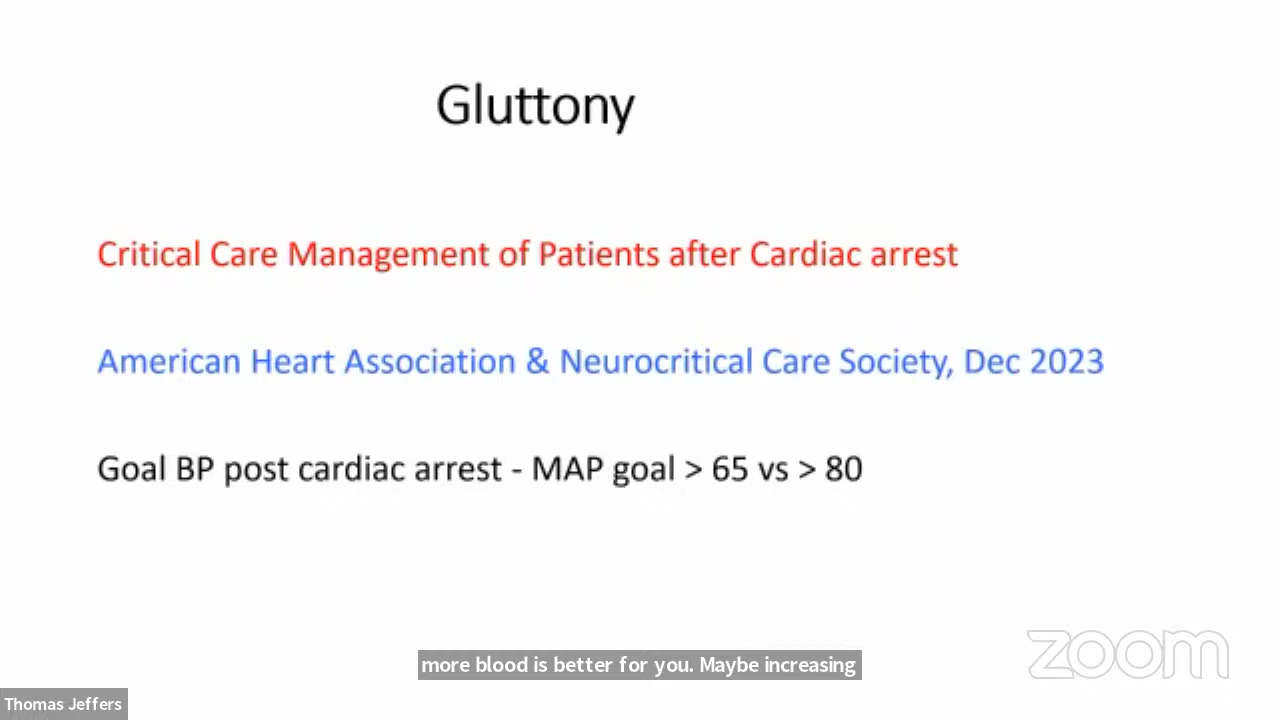 Gluttony
Critical Care Management of Patients after Cardiac arrest
American Heart Association & Neurocritical Care Society, Dec 2023
Goal BP post cardiac arrest - MAP goal > 65 vs > 80
more blood is better for you. Maybe increasing
zoom
Thomas Jeffers